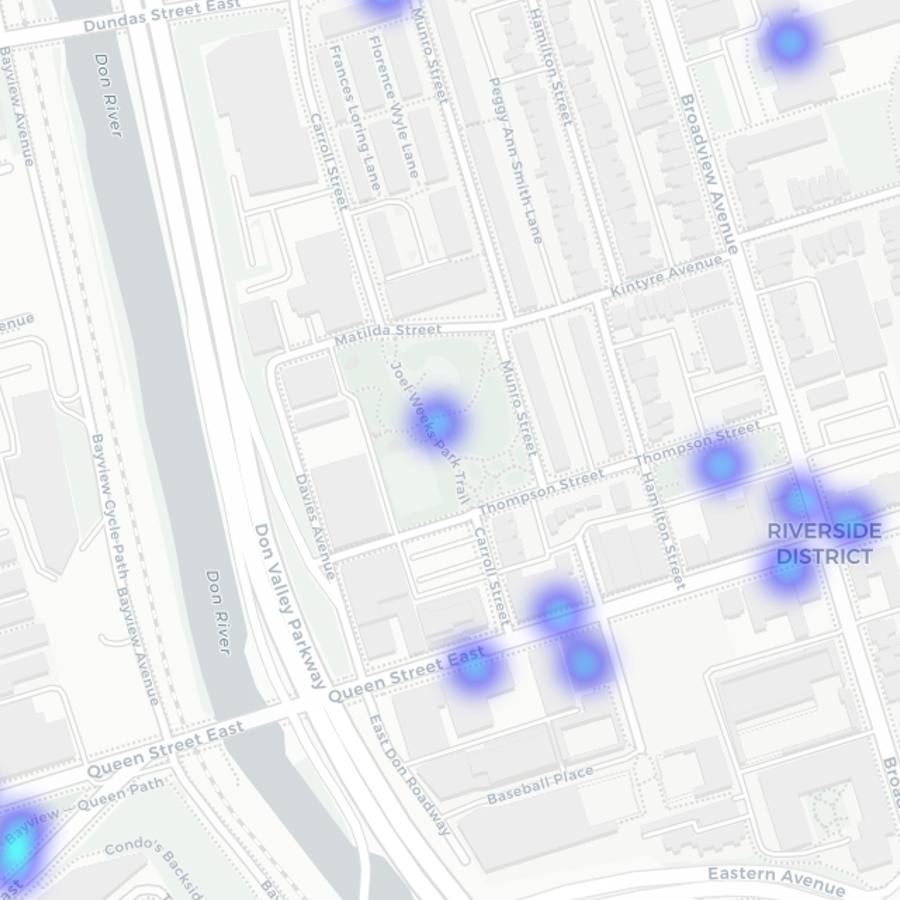 Dundas Street East
Bayview Avenue
Don River
Munro Street
Hamilton Street
Frances Loring Lane
Florence Wyle Lane
Peggy Ann Smith Lane
Carroll Street
Broadview Avenue
Kintyre Avenue
enue
Matilda Street
Joel Weeks Park Trail
Munro Street
Thompson Street
Thompson Street
Hamilton Street
Bayview Cycle Path
Bayview Avenue
Davies Avenue
Don Valley Parkway
Don River
Carroll Street
RIVERSIDE
DISTRICT
Queen Street East
Queen Street East
East Don Roadway
Baseball Place
Bayview – Queen Path
Condo's Backsid
Bay
Broad
Eastern Avenue